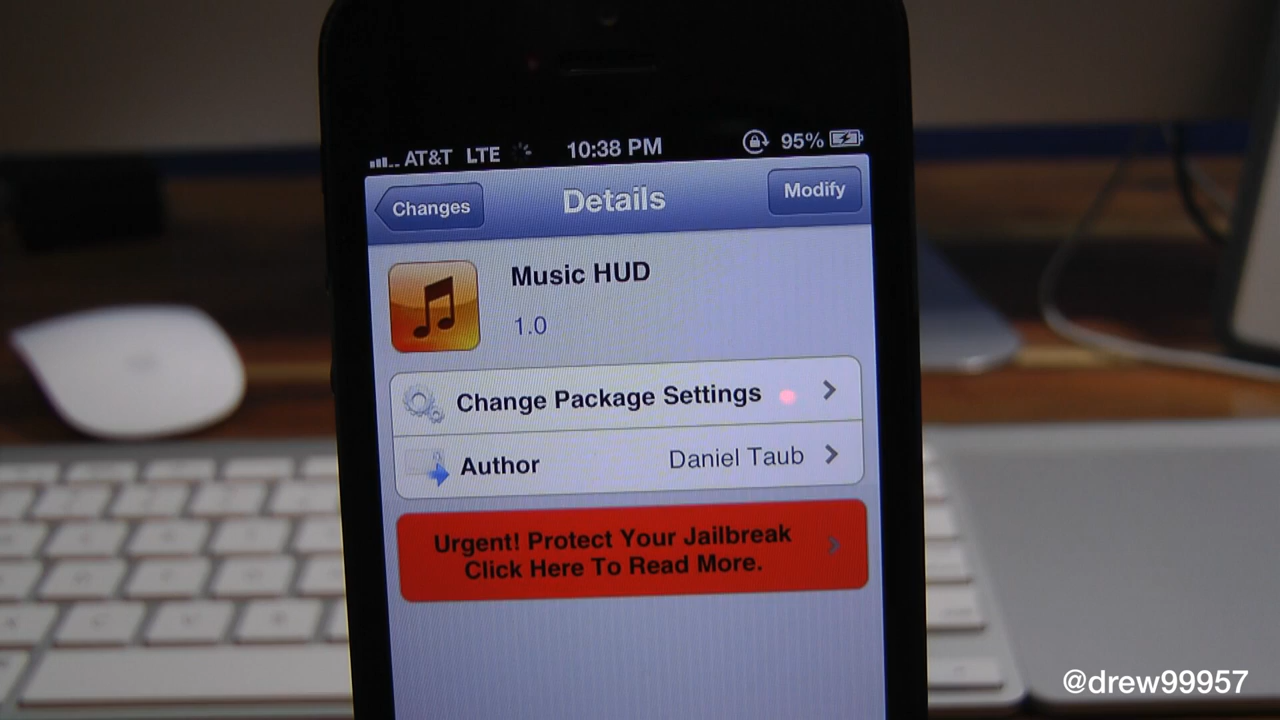 AT&T LTE 10:38 PM 95%
Changes Details Modify
Music HUD
1.0
Change Package Settings
Author Daniel Taub
Urgent! Protect Your Jailbreak
Click Here To Read More.
@drew99957